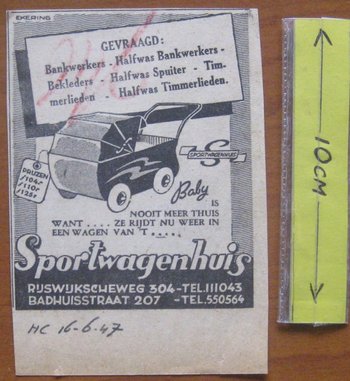 EKERING
GEVRAAGD:
Bankwerkers - Halfwas Bankwerkers -
Bekleders - Halfwas Spuiter - Tim-
merlieden - Halfwas Timmerlieden.
PRIJZEN
f104.-
f110.-
f125.-
S
SPORTWAGENHUIS
Baby
IS
NOOIT MEER THUIS
WANT .... ZE RIJDT NU WEER IN
EEN WAGEN VAN 'T .....
Sportwagenhuis
RIJSWIJKSCHEWEG 304-TEL.111043
BADHUISSTRAAT 207 -TEL.550564
HC 16-6-47
10CM